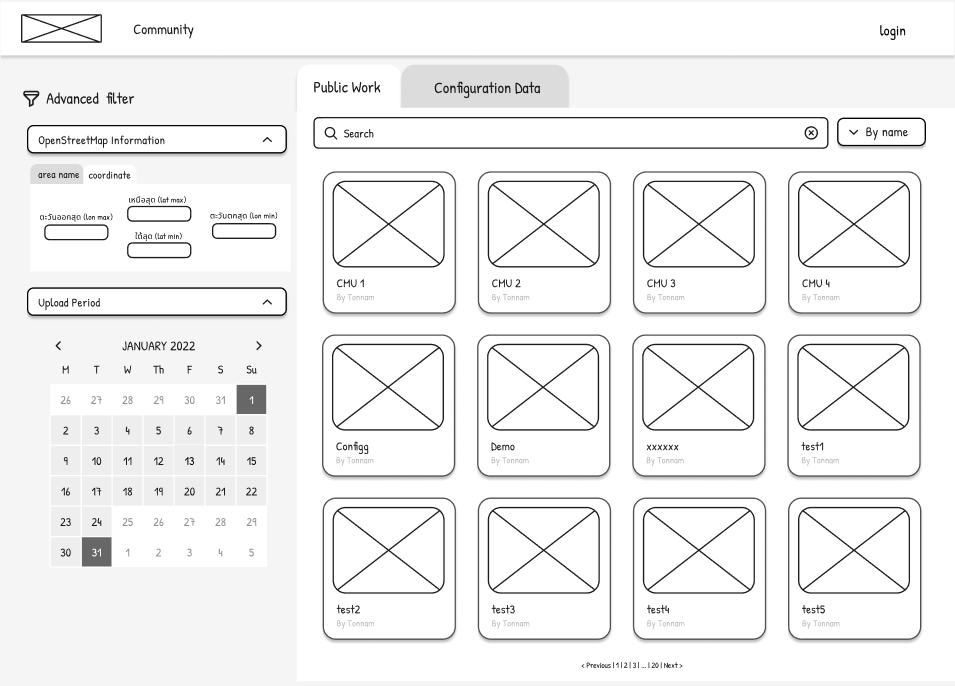 Community
login
Advanced filter
OpenStreetMap Information
area name
coordinate
เหนือสุด (lat max)
ตะวันออกสุด (lon max)
ตะวันตกสุด (lon min)
ใต้สุด (lat min)
Upload Period
JANUARY 2022
M T W Th F S Su
26 27 28 29 30 31 1
2 3 4 5 6 7 8
9 10 11 12 13 14 15
16 17 18 19 20 21 22
23 24 25 26 27 28 29
30 31 1 2 3 4 5
Public Work
Configuration Data
Search
By name
CMU 1
By Tonnam
CMU 2
By Tonnam
CMU 3
By Tonnam
CMU 4
By Tonnam
Configg
By Tonnam
Demo
By Tonnam
xxxxxx
By Tonnam
test1
By Tonnam
test2
By Tonnam
test3
By Tonnam
test4
By Tonnam
test5
By Tonnam
< Previous | 1 | 2 | 3 | ... | 20 | Next >